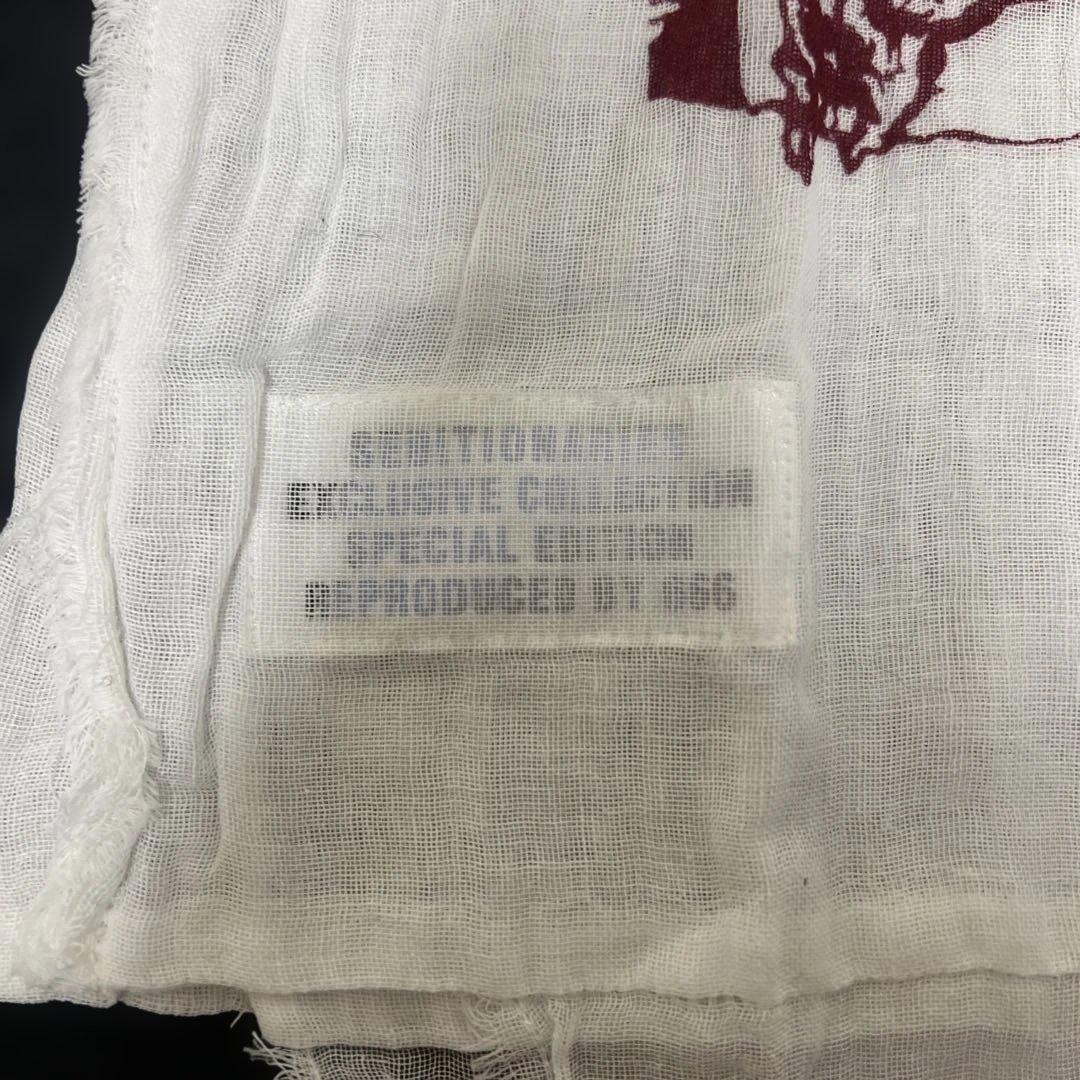 SEDITIONARIES
EXCLUSIVE COLLECTION
SPECIAL EDITION
REPRODUCED BY 666